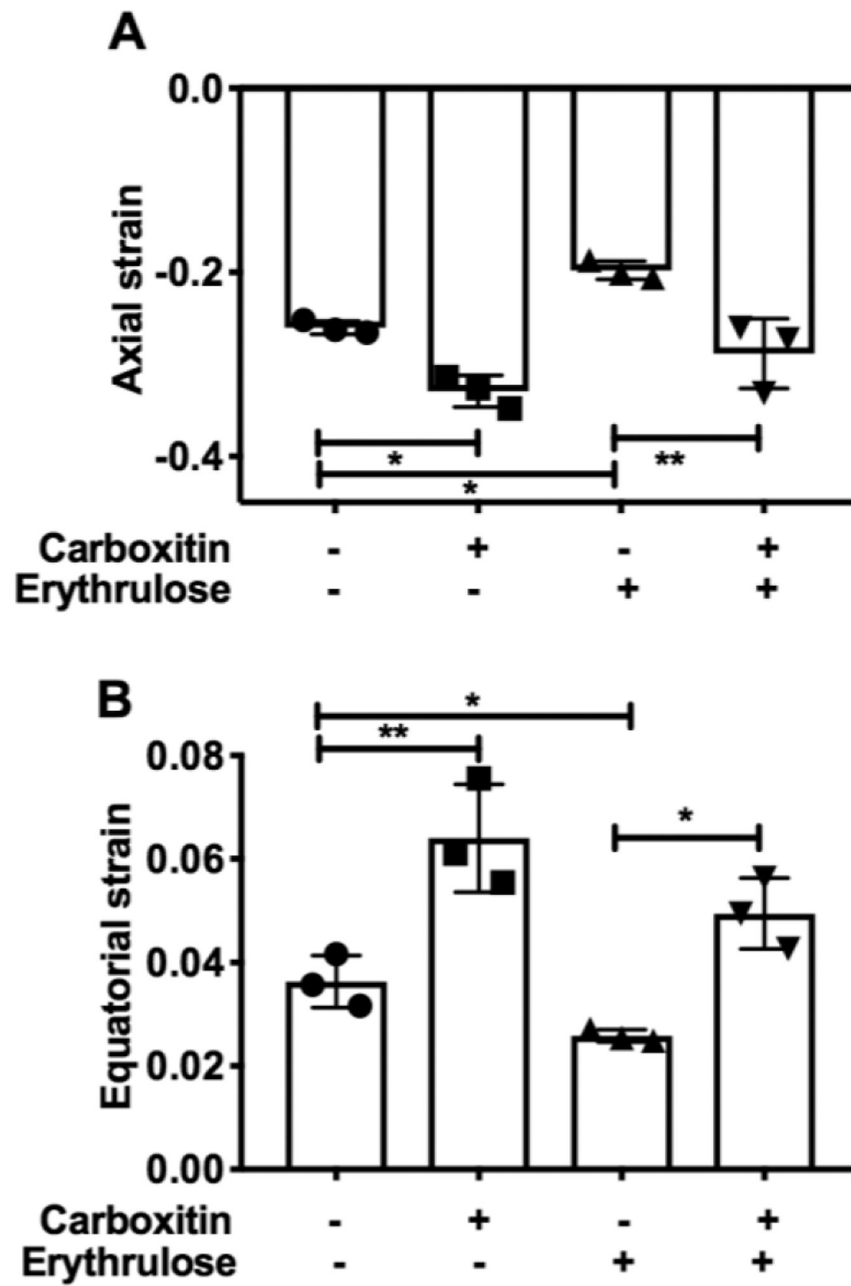 A
0.0
-0.2
-0.4
Axial strain
*
**
*
Carboxitin - + - +
Erythrulose - - + +
B
*
**
*
0.08
0.06
0.04
0.02
0.00
Equatorial strain
Carboxitin - + - +
Erythrulose - - + +